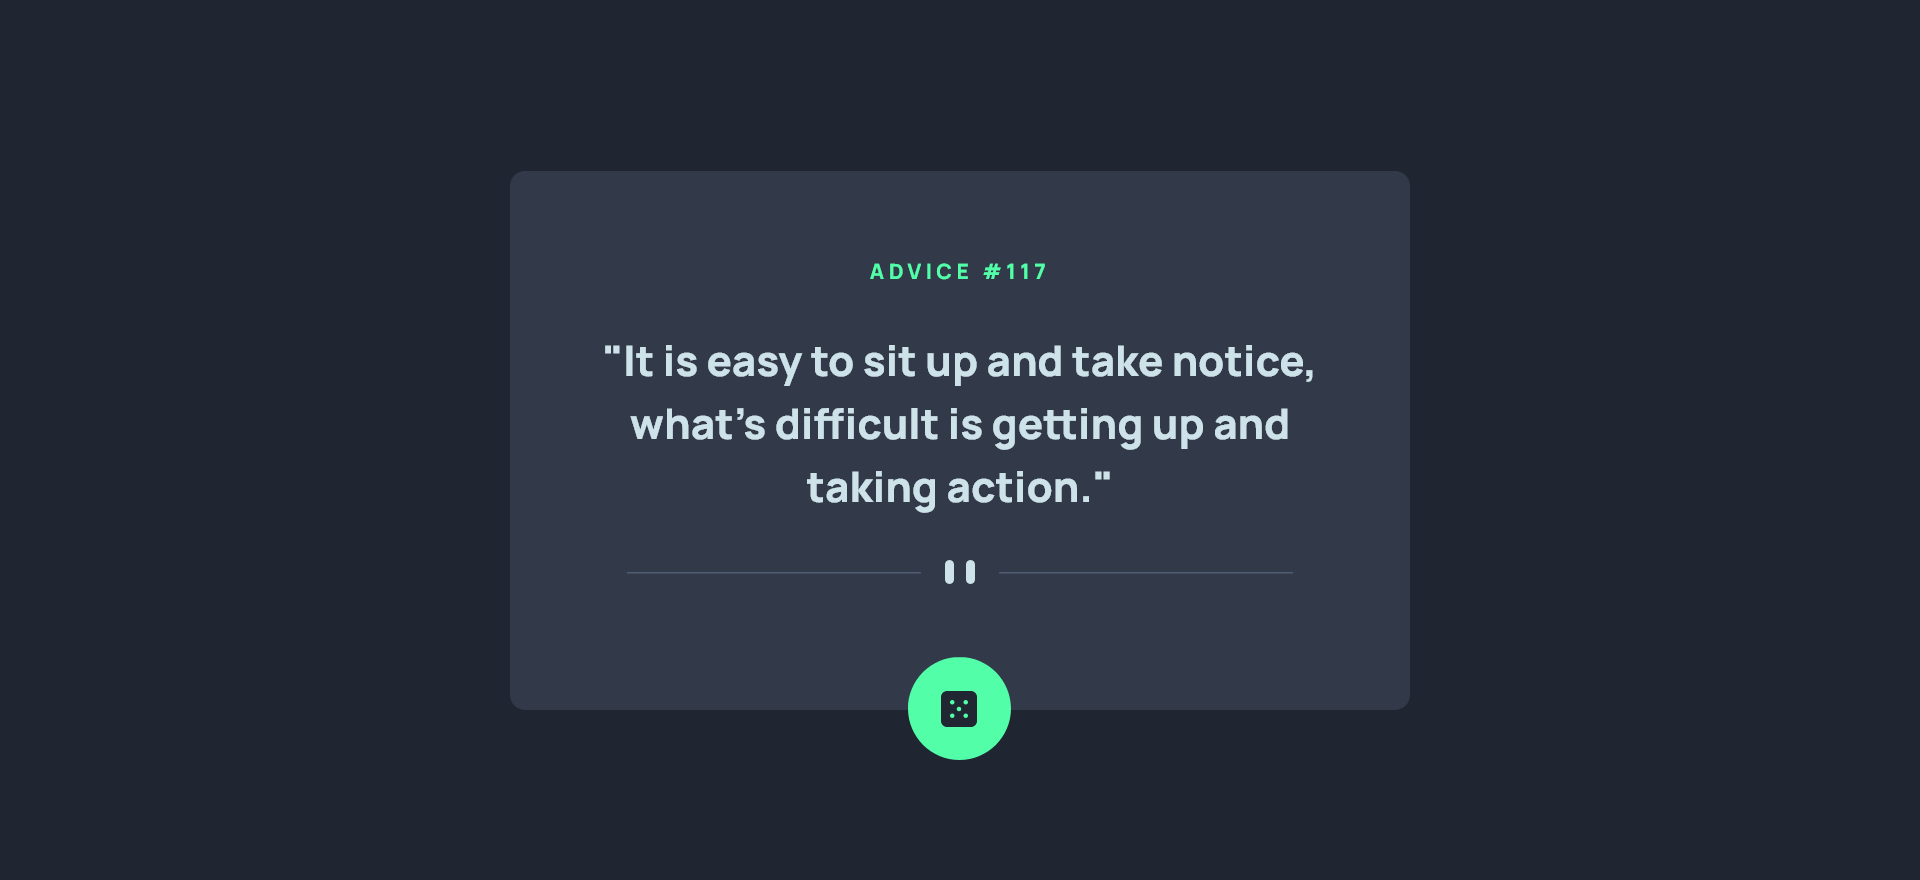 ADVICE #117
"It is easy to sit up and take notice,
what’s difficult is getting up and
taking action."